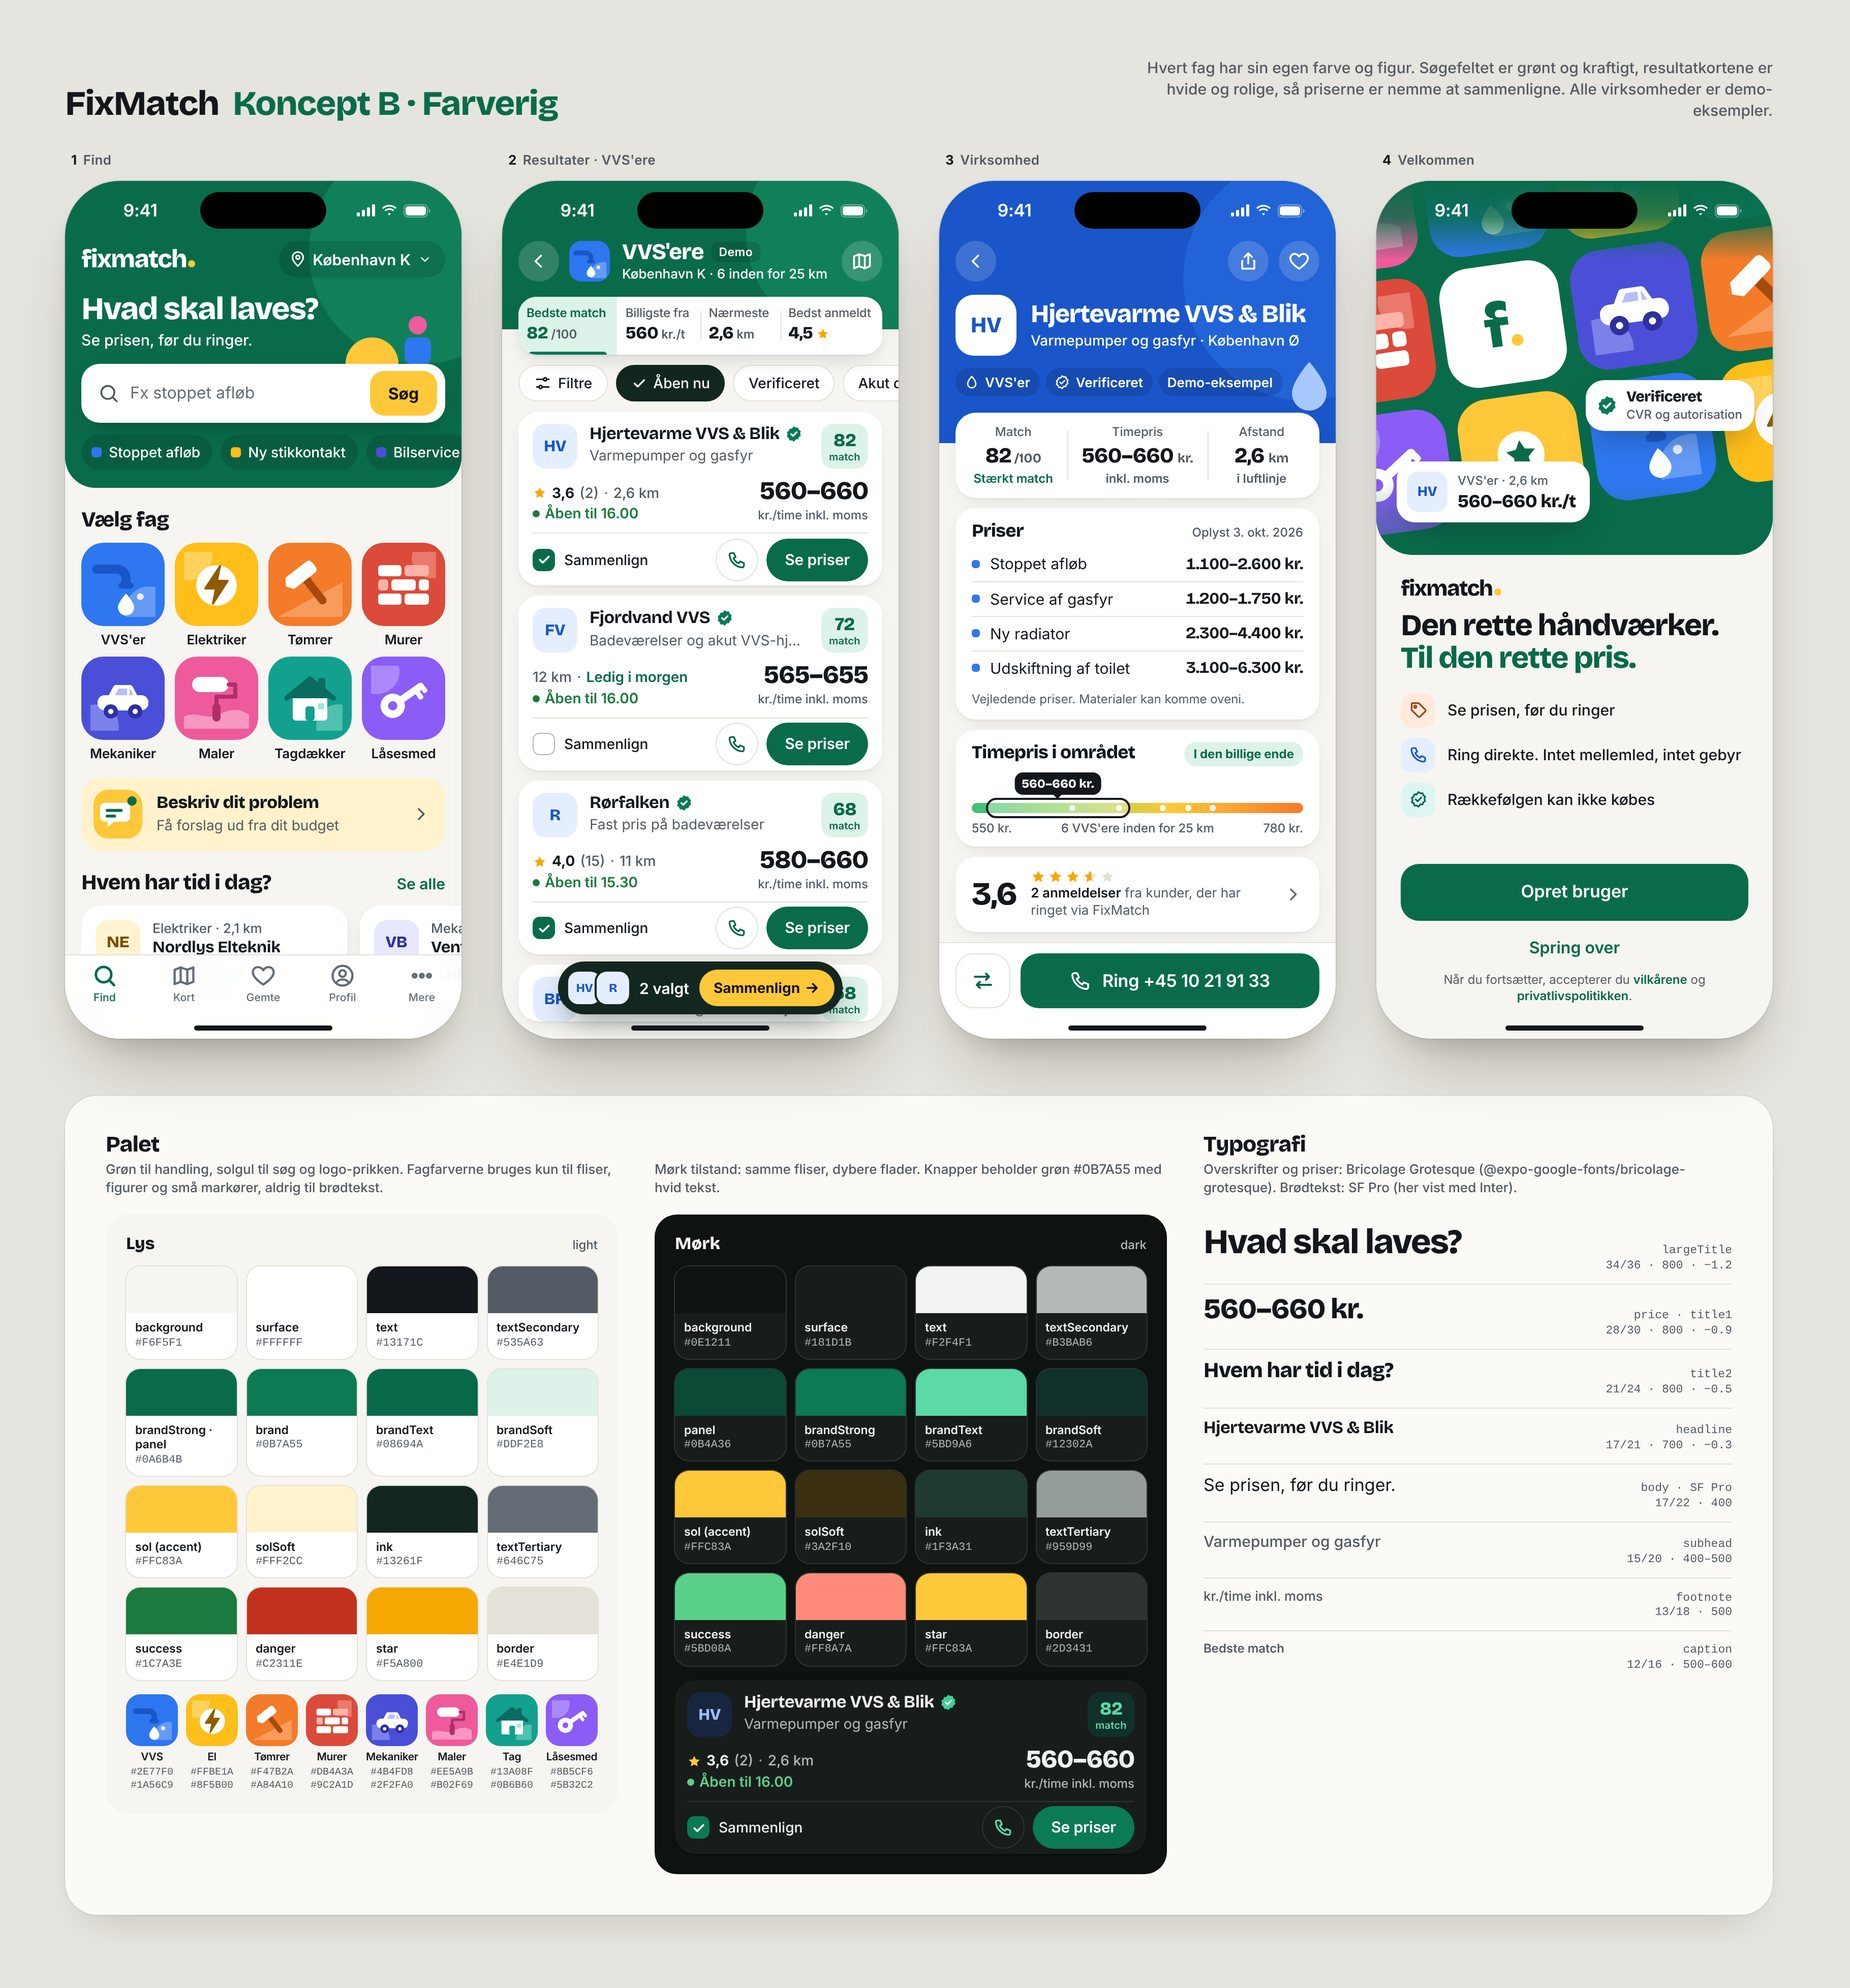 FixMatch Koncept B · Farverig
Hvert fag har sin egen farve og figur. Søgefeltet er grønt og kraftigt, resultatkortene er
hvide og rolige, så priserne er nemme at sammenligne. Alle virksomheder er demo-
eksempler.
1 Find
9:41
fixmatch.
København K
Hvad skal laves?
Se prisen, før du ringer.
Fx stoppet afløb
Søg
Stoppet afløb
Ny stikkontakt
Bilservice
Vælg fag
VVS'er
Elektriker
Tømrer
Murer
Mekaniker
Maler
Tagdækker
Låsesmed
Beskriv dit problem
Få forslag ud fra dit budget
Hvem har tid i dag?
Se alle
NE
Elektriker · 2,1 km
Nordlys Elteknik
VB
Meka
Vent
Find
Kort
Gemte
Profil
Mere
2 Resultater · VVS'ere
9:41
VVS'ere
Demo
København K · 6 inden for 25 km
Bedste match
82 /100
Billigste fra
560 kr./t
Nærmeste
2,6 km
Bedst anmeldt
4,5
Filtre
Åben nu
Verificeret
Akut
HV
Hjertevarme VVS & Blik
Varmepumper og gasfyr
82
match
3,6 (2) · 2,6 km
Åben til 16.00
560–660
kr./time inkl. moms
Sammenlign
Se priser
FV
Fjordvand VVS
Badeværelser og akut VVS-hj...
72
match
12 km · Ledig i morgen
Åben til 16.00
565–655
kr./time inkl. moms
Sammenlign
Se priser
R
Rørfalken
Fast pris på badeværelser
68
match
4,0 (15) · 11 km
Åben til 15.30
580–660
kr./time inkl. moms
Sammenlign
Se priser
HV
R
2 valgt
Sammenlign →
match
3 Virksomhed
9:41
HV
Hjertevarme VVS & Blik
Varmepumper og gasfyr · København Ø
VVS'er
Verificeret
Demo-eksempel
Match
82 /100
Stærkt match
Timepris
560–660 kr.
inkl. moms
Afstand
2,6 km
i luftlinje
Priser
Oplyst 3. okt. 2026
Stoppet afløb
1.100–2.600 kr.
Service af gasfyr
1.200–1.750 kr.
Ny radiator
2.300–4.400 kr.
Udskiftning af toilet
3.100–6.300 kr.
Vejledende priser. Materialer kan komme oveni.
Timepris i området
I den billige ende
560–660 kr.
550 kr.
6 VVS'ere inden for 25 km
780 kr.
3,6
2 anmeldelser fra kunder, der har
ringet via FixMatch
Ring +45 10 21 91 33
4 Velkommen
9:41
f.
Verificeret
CVR og autorisation
HV
VVS'er · 2,6 km
560–660 kr./t
fixmatch.
Den rette håndværker.
Til den rette pris.
Se prisen, før du ringer
Ring direkte. Intet mellemled, intet gebyr
Rækkefølgen kan ikke købes
Opret bruger
Spring over
Når du fortsætter, accepterer du vilkårene og
privatlivspolitikken.
Palet
Grøn til handling, solgul til søg og logo-prikken. Fagfarverne bruges kun til fliser,
figurer og små markører, aldrig til brødtekst.
Lys
light
background
#F6F5F1
surface
#FFFFFF
text
#13171C
textSecondary
#535A63
brandStrong ·
panel
#0A6B4B
brand
#0B7A55
brandText
#08694A
brandSoft
#DDF2E8
sol (accent)
#FFC83A
solSoft
#FFF2CC
ink
#13261F
textTertiary
#646C75
success
#1C7A3E
danger
#C2311E
star
#F5A800
border
#E4E1D9
VVS
#2E77F0
#1A56C9
El
#FFBE1A
#8F5B00
Tømrer
#F47B2A
#A84A10
Murer
#DB4A3A
#9C2A1D
Mekaniker
#4B4FD8
#2F2FA0
Maler
#EE5A9B
#B02F69
Tag
#13A08F
#0B6B60
Låsesmed
#8B5CF6
#5B32C2
Mørk tilstand: samme fliser, dybere flader. Knapper beholder grøn #0B7A55 med
hvid tekst.
Mørk
dark
background
#0E1211
surface
#181D1B
text
#F2F4F1
textSecondary
#B3BAB6
panel
#0B4A36
brandStrong
#0B7A55
brandText
#5BD9A6
brandSoft
#12302A
sol (accent)
#FFC83A
solSoft
#3A2F10
ink
#1F3A31
textTertiary
#959D99
success
#5BD08A
danger
#FF8A7A
star
#FFC83A
border
#2D3431
HV
Hjertevarme VVS & Blik
Varmepumper og gasfyr
82
match
3,6 (2) · 2,6 km
Åben til 16.00
560–660
kr./time inkl. moms
Sammenlign
Se priser
Typografi
Overskrifter og priser: Bricolage Grotesque (@expo-google-fonts/bricolage-
grotesque). Brødtekst: SF Pro (her vist med Inter).
Hvad skal laves?
largeTitle
34/36 · 800 · −1.2
560–660 kr.
price · title1
28/30 · 800 · −0.9
Hvem har tid i dag?
title2
21/24 · 800 · −0.5
Hjertevarme VVS & Blik
headline
17/21 · 700 · −0.3
Se prisen, før du ringer.
body · SF Pro
17/22 · 400
Varmepumper og gasfyr
subhead
15/20 · 400–500
kr./time inkl. moms
footnote
13/18 · 500
Bedste match
caption
12/16 · 500–600